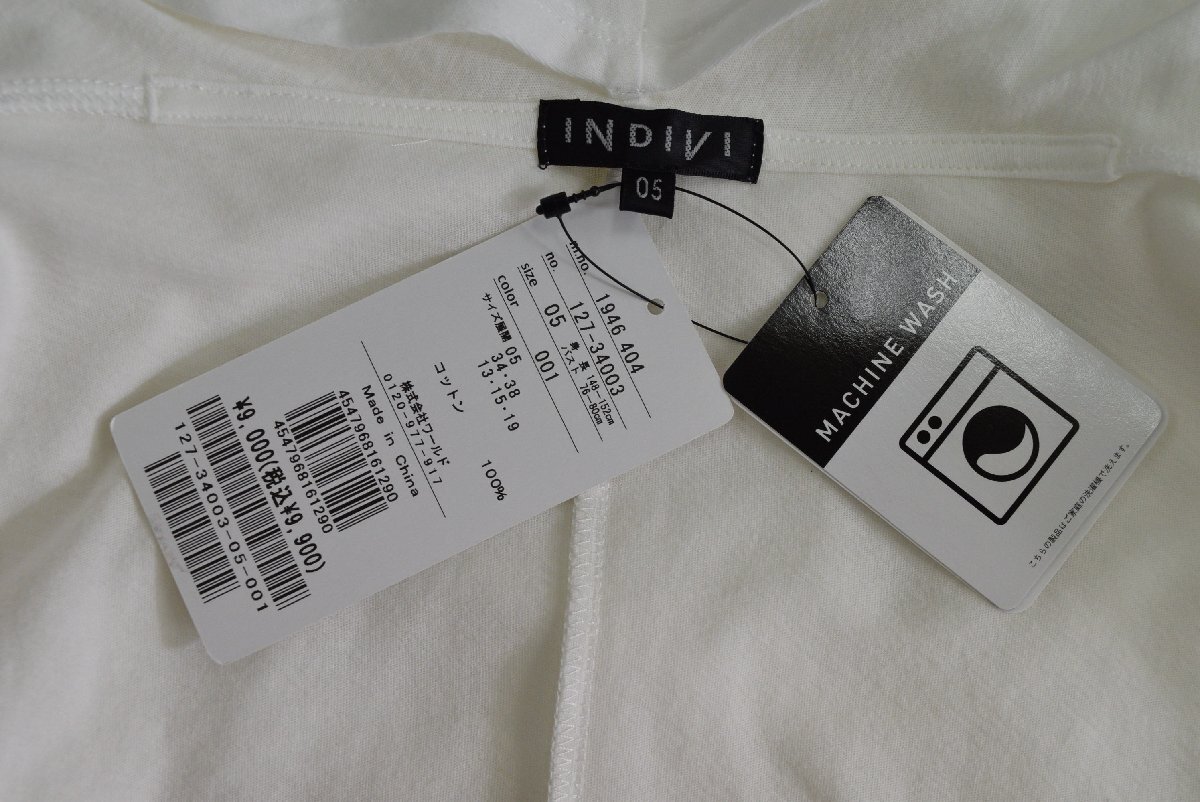 INDIVI
05
m.no. 1946 404
no. 127-34003
size 05 身長 148-152cm
バスト 76-80cm
color 001
サイズ展開 05
34・38
13・15・19
コットン 100%
株式会社ワールド
0120-977-917
Made in China
4547968161290
4547968161290
¥9,000(税込¥9,900)
127-34003-05-001
MACHINE WASH
こちらの製品はご家庭の洗濯機で洗えます。